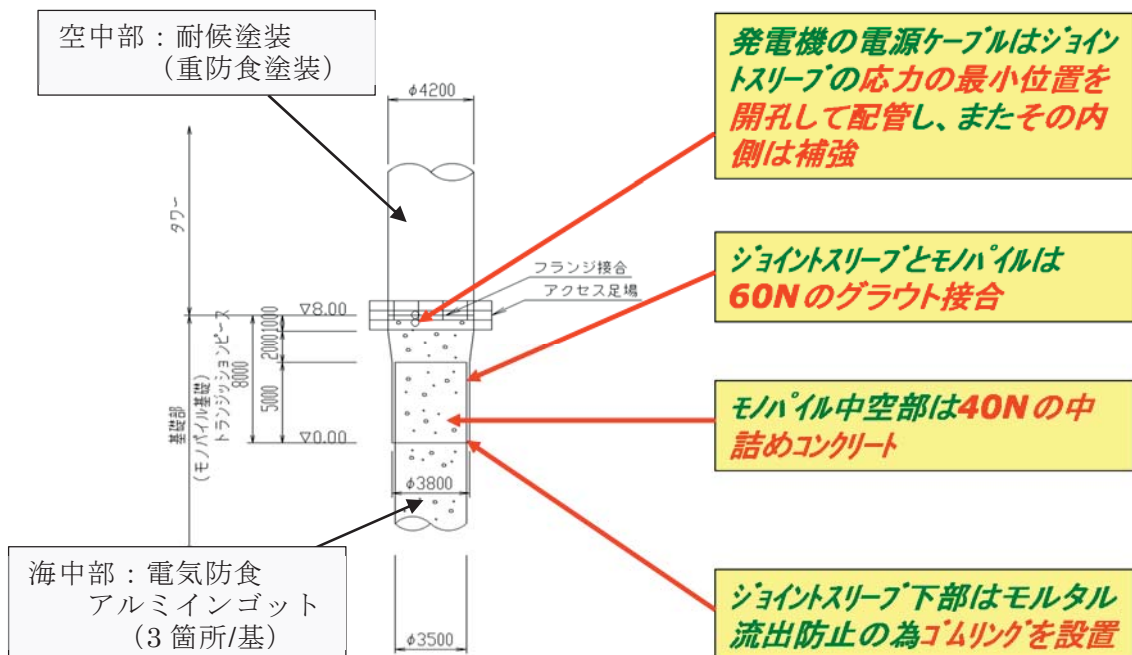 空中部：耐候塗装
（重防食塗装）
発電機の電源ケーブルはジョイン
トスリーブの応力の最小位置を
開孔して配管し、またその内
側は補強
φ4200
タワー
フランジ接合
アクセス足場
▽8.00
1000
2000
5000
8000
トランジッションピース
基礎部
（モノパイル基礎）
▽0.00
ジョイントスリーブとモノパイルは
60Nのグラウト接合
モノパイル中空部は40Nの中
詰めコンクリート
φ3800
海中部：電気防食
アルミインゴット
（3 箇所/基）
φ3500
ジョイントスリーブ下部はモルタル
流出防止の為ゴムリングを設置